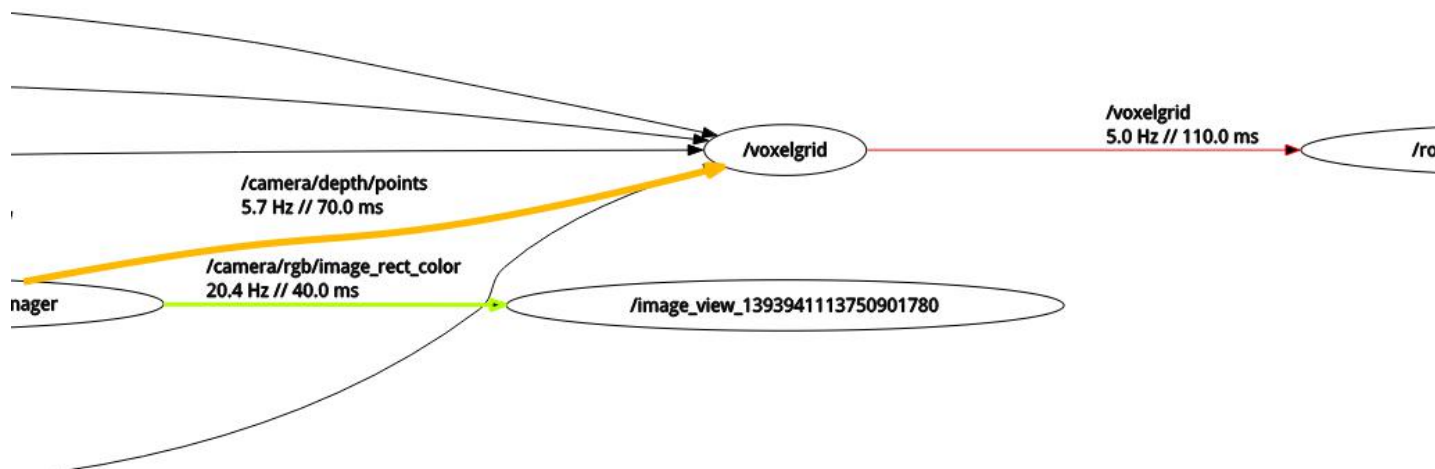 /voxelgrid
5.0 Hz // 110.0 ms
/voxelgrid
/camera/depth/points
5.7 Hz // 70.0 ms
/camera/rgb/image_rect_color
20.4 Hz // 40.0 ms
/image_view_1393941113750901780
nager
/ro